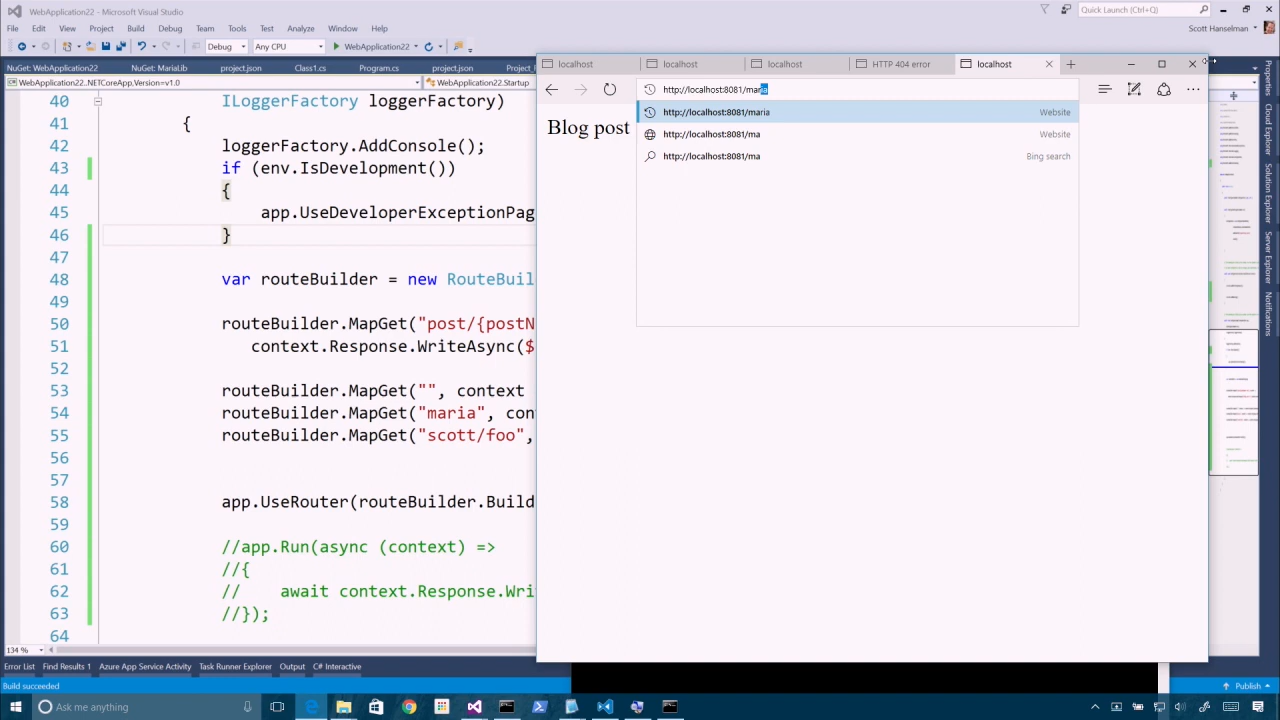 WebApplication22 - Microsoft Visual Studio
Quick Launch (Ctrl+Q)
File Edit View Project Build Debug Team Tools Test Analyze Window Help
Scott Hanselman
Debug Any CPU WebApplication22
NuGet: WebApplication22 NuGet: MariaLib project.json Class1.cs Program.cs project.json
WebApplication22..NETCoreApp,Version=v1.0 WebApplication22.Startup
localhost localhost localhost HTTP 404 error localhost
http://localhost:8081/maria
http://localhost:8081/maria Website
http://localhost:8081/ma Website
http://localhost:8081/ma Bing search
Blog post
40 ILoggerFactory loggerFactory)
41 {
42 loggerFactory.AddConsole();
43 if (env.IsDevelopment())
44 {
45 app.UseDeveloperExceptionPag
46 }
47
48 var routeBuilder = new RouteBuil
49
50 routeBuilder.MapGet("post/{postN
51 context.Response.WriteAsync($
52
53 routeBuilder.MapGet("", context
54 routeBuilder.MapGet("maria", con
55 routeBuilder.MapGet("scott/foo",
56
57
58 app.UseRouter(routeBuilder.Build
59
60 //app.Run(async (context) =>
61 //{
62 // await context.Response.Wri
63 //});
64
Properties
Cloud Explorer
Solution Explorer
Server Explorer
Notifications
134 %
Error List Find Results 1 Azure App Service Activity Task Runner Explorer Output C# Interactive
Build succeeded
Publish
Ask me anything